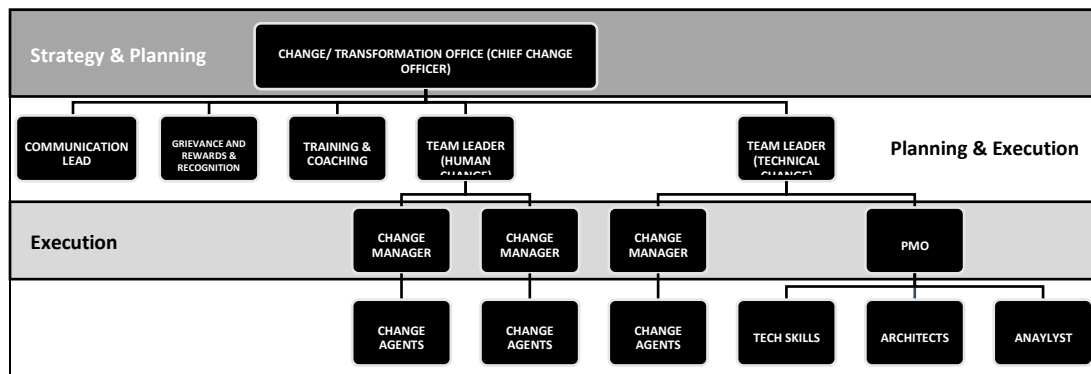 Strategy & Planning
CHANGE/ TRANSFORMATION OFFICE (CHIEF CHANGE
OFFICER)
COMMUNICATION
LEAD
GRIEVANCE AND
REWARDS &
RECOGNITION
TRAINING &
COACHING
TEAM LEADER
(HUMAN
CHANGE)
TEAM LEADER
(TECHNICAL
CHANGE)
Planning & Execution
Execution
CHANGE
MANAGER
CHANGE
MANAGER
CHANGE
MANAGER
PMO
CHANGE
AGENTS
CHANGE
AGENTS
CHANGE
AGENTS
TECH SKILLS
ARCHITECTS
ANAYLYST